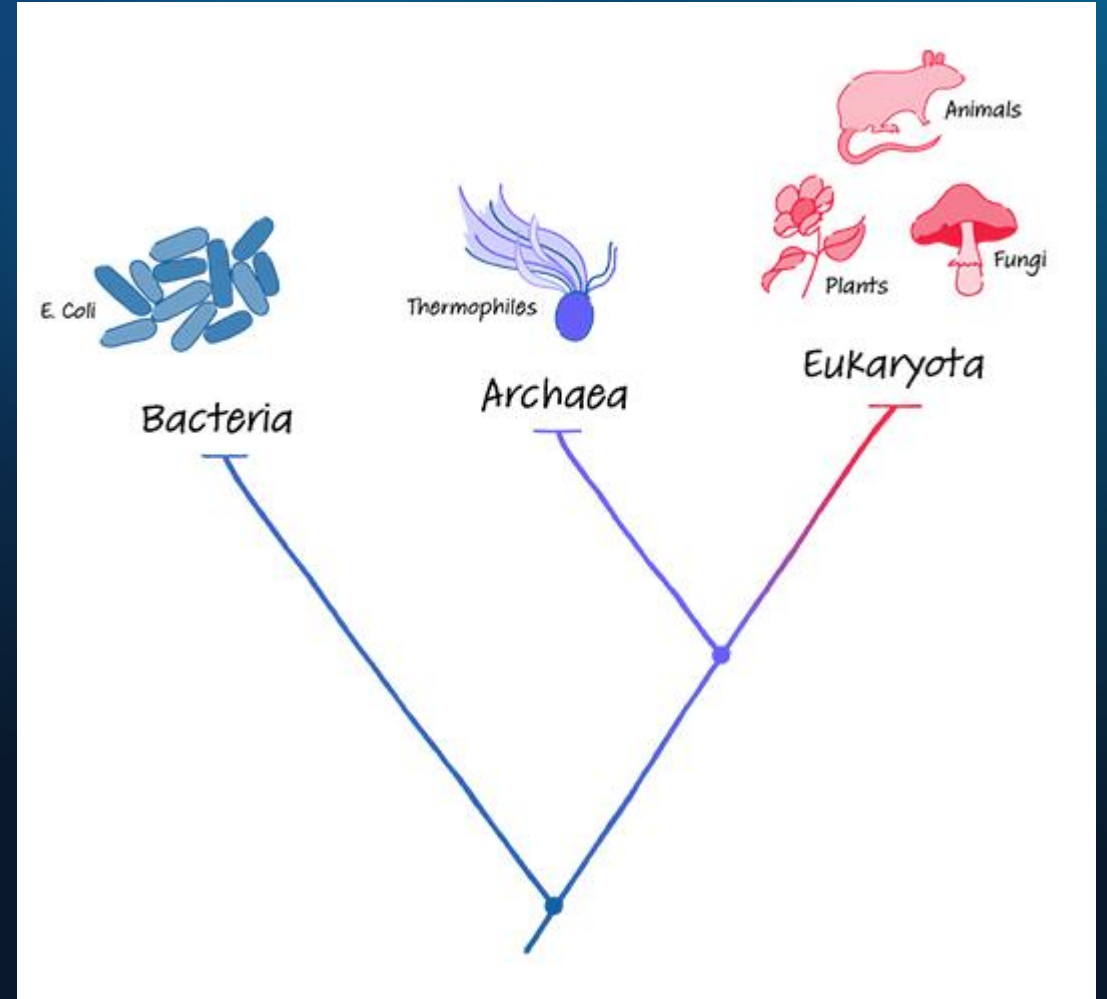 Animals
Fungi
Plants
E. Coli
Thermophiles
Eukaryota
Archaea
Bacteria